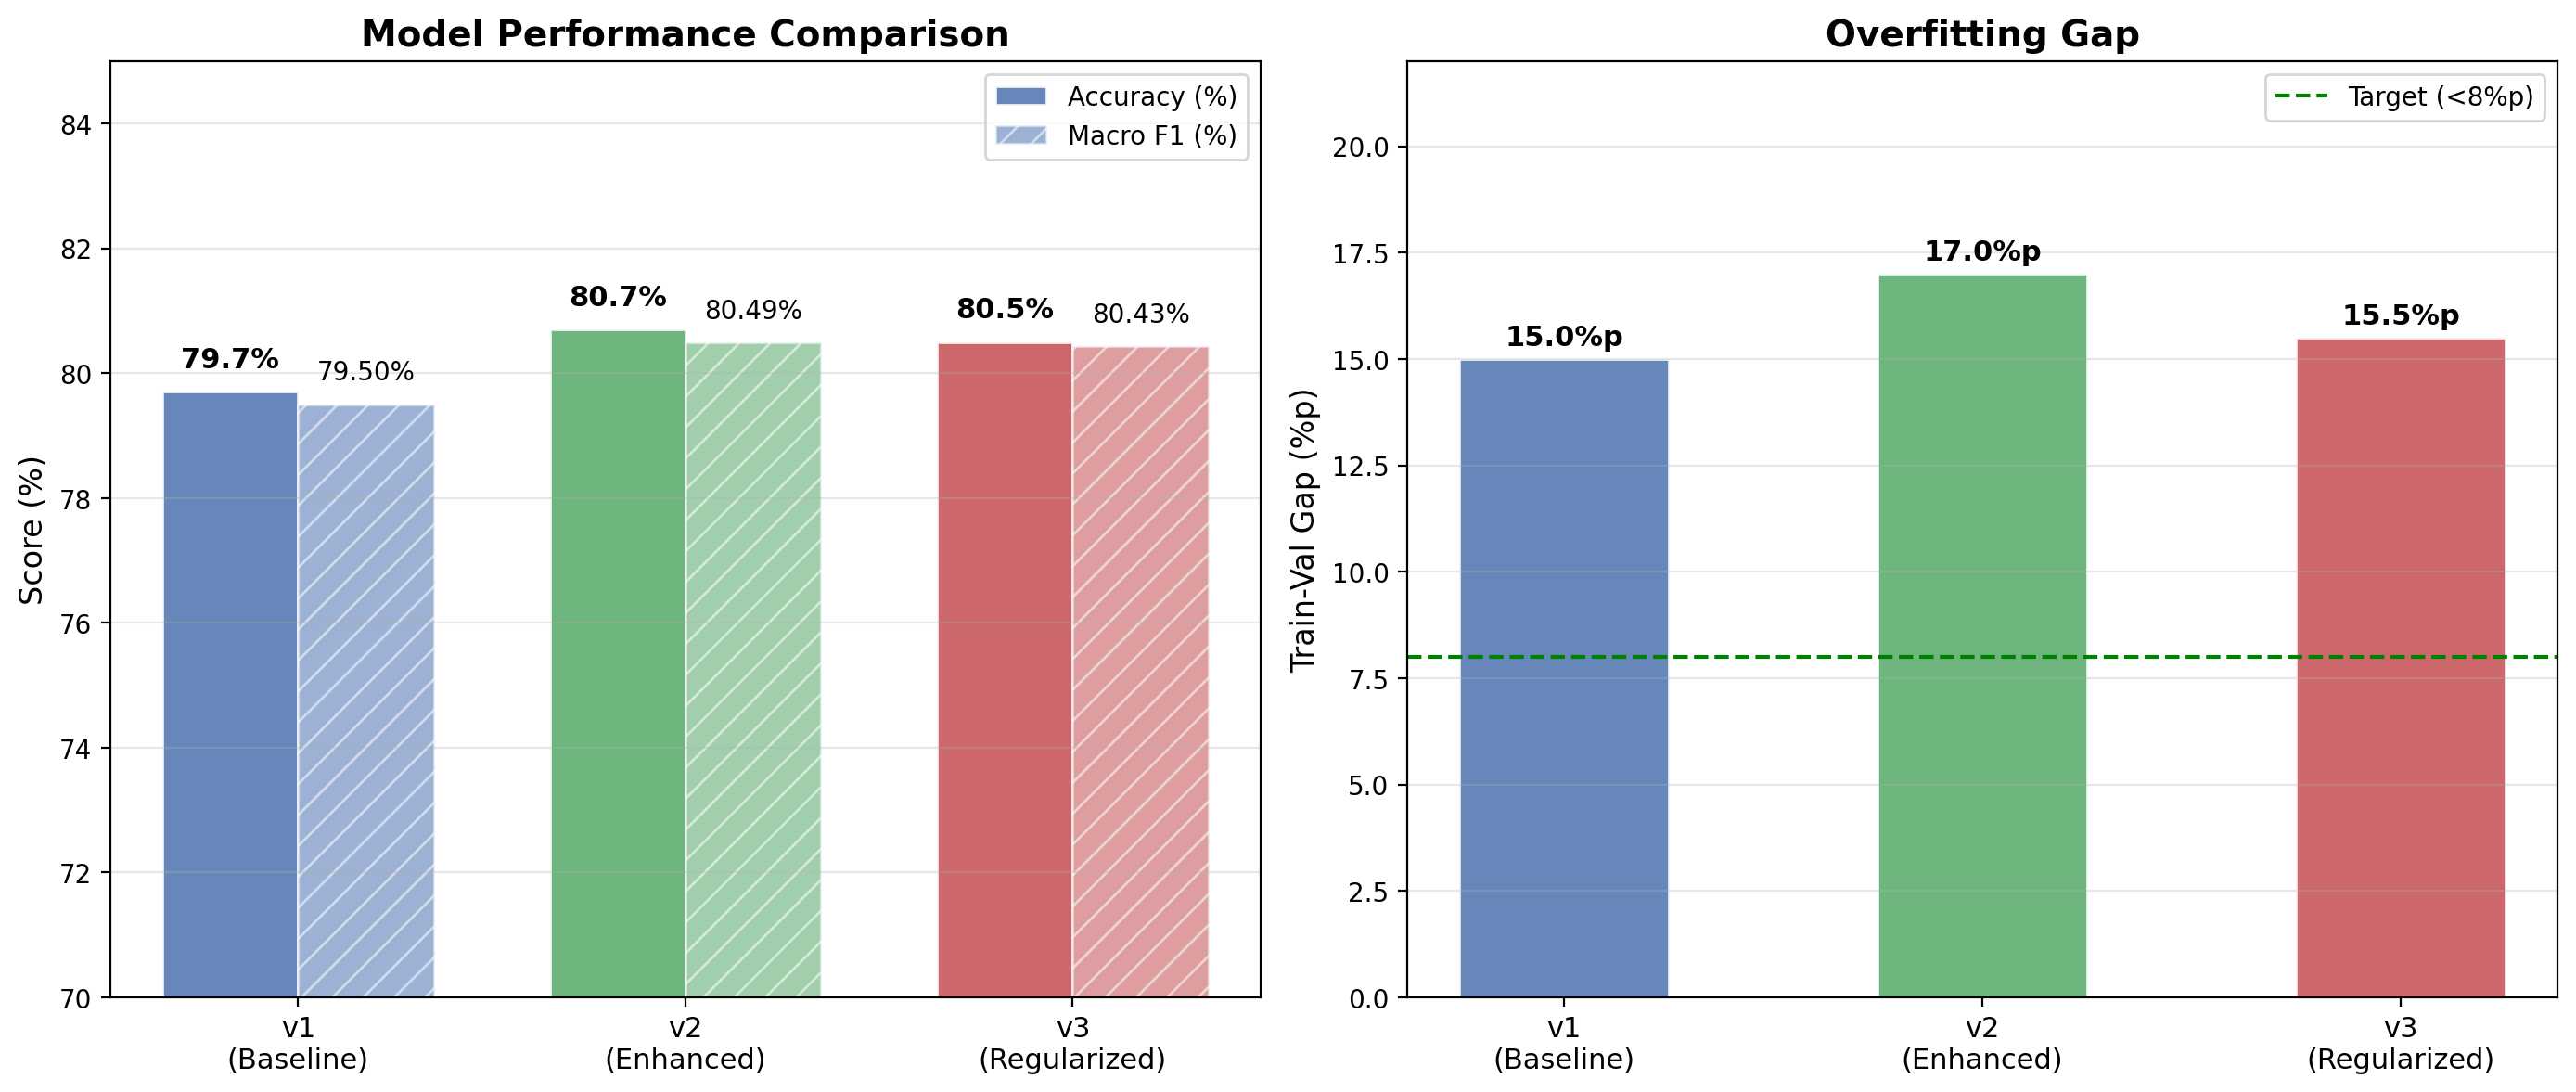 Model Performance Comparison
Accuracy (%)
Macro F1 (%)
Score (%)
84
82
80
78
76
74
72
70
79.7%
79.50%
80.7%
80.49%
80.5%
80.43%
v1
(Baseline)
v2
(Enhanced)
v3
(Regularized)
Overfitting Gap
Target (<8%p)
Train-Val Gap (%p)
20.0
17.5
15.0
12.5
10.0
7.5
5.0
2.5
0.0
15.0%p
17.0%p
15.5%p
v1
(Baseline)
v2
(Enhanced)
v3
(Regularized)